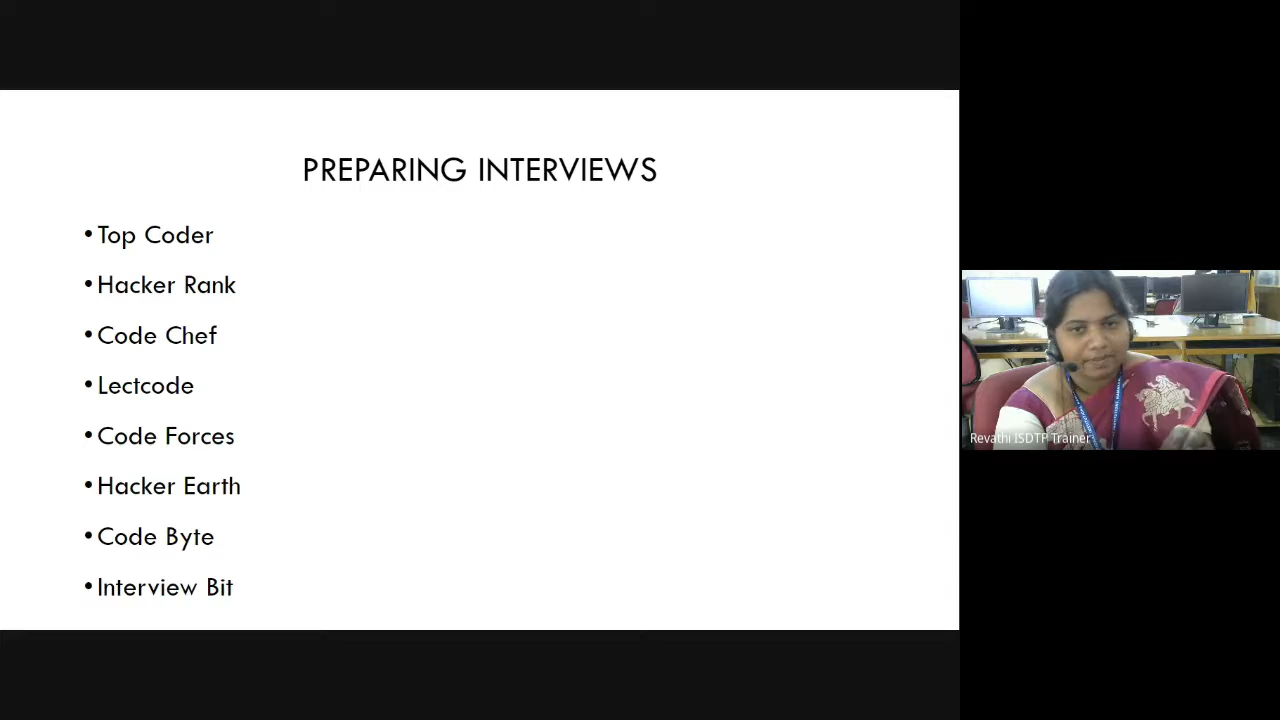 PREPARING INTERVIEWS
• Top Coder
• Hacker Rank
• Code Chef
• Lectcode
• Code Forces
• Hacker Earth
• Code Byte
• Interview Bit
Revathi ISDTP Trainer